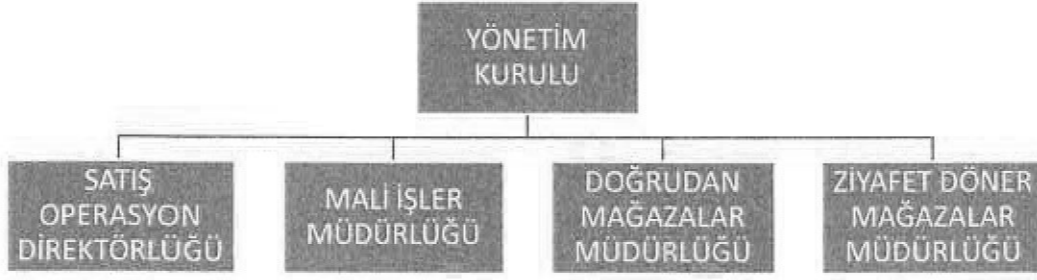 YÖNETİM
KURULU
SATIŞ
OPERASYON
DİREKTÖRLÜĞÜ
MALİ İŞLER
MÜDÜRLÜĞÜ
DOĞRUDAN
MAĞAZALAR
MÜDÜRLÜĞÜ
ZİYAFET DÖNER
MAĞAZALAR
MÜDÜRLÜĞÜ